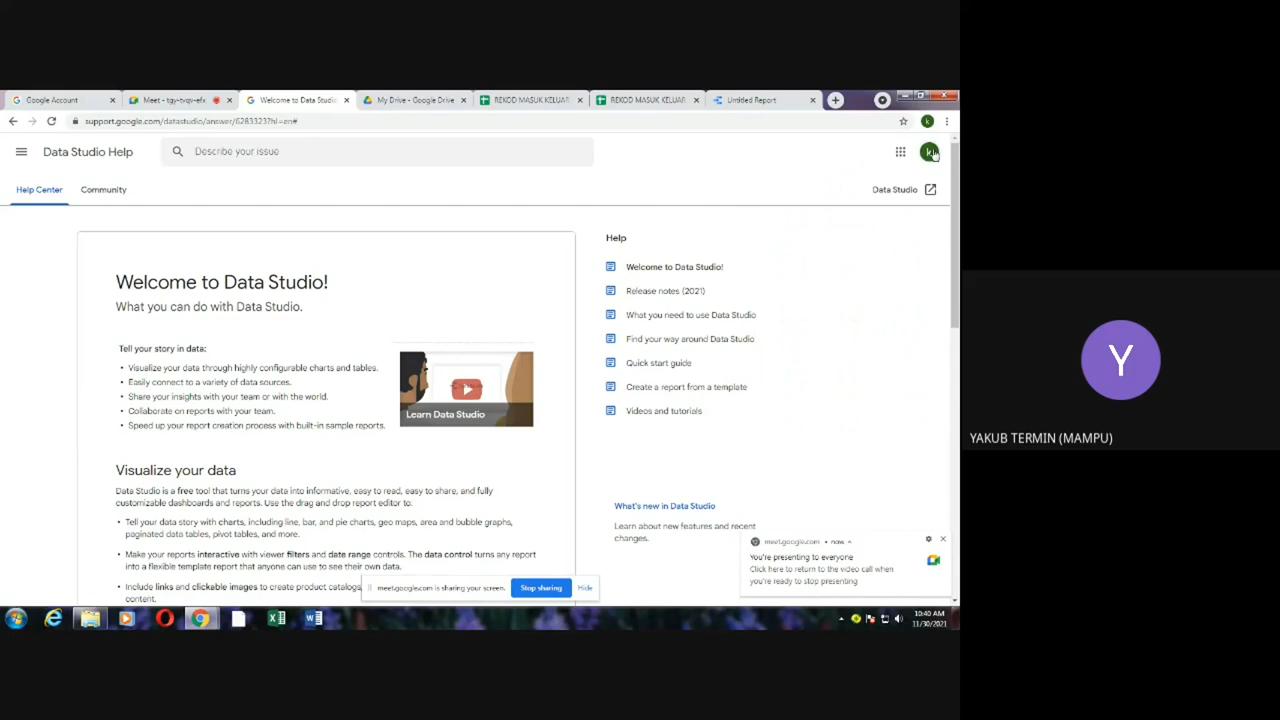 Google Account
Meet - tgy-tvqv-efx
Welcome to Data Studio
My Drive - Google Drive
REKOD MASUK KELUAR
REKOD MASUK KELUAR
Untitled Report
support.google.com/datastudio/answer/6283323?hl=en#
k
Data Studio Help
Describe your issue
k
Help Center
Community
Data Studio
Welcome to Data Studio!
What you can do with Data Studio.
Tell your story in data:
• Visualize your data through highly configurable charts and tables.
• Easily connect to a variety of data sources.
• Share your insights with your team or with the world.
• Collaborate on reports with your team.
• Speed up your report creation process with built-in sample reports.
Learn Data Studio
Visualize your data
Data Studio is a free tool that turns your data into informative, easy to read, easy to share, and fully
customizable dashboards and reports. Use the drag and drop report editor to:
• Tell your data story with charts, including line, bar, and pie charts, geo maps, area and bubble graphs,
paginated data tables, pivot tables, and more.
• Make your reports interactive with viewer filters and date range controls. The data control turns any report
into a flexible template report that anyone can use to see their own data.
• Include links and clickable images to create product catalogs,
content.
Help
Welcome to Data Studio!
Release notes (2021)
What you need to use Data Studio
Find your way around Data Studio
Quick start guide
Create a report from a template
Videos and tutorials
What's new in Data Studio
Learn about new features and recent
changes.
meet.google.com • now
You're presenting to everyone
Click here to return to the video call when
you're ready to stop presenting
meet.google.com is sharing your screen.
Stop sharing
Hide
10:40 AM
11/30/2021
Y
YAKUB TERMIN (MAMPU)